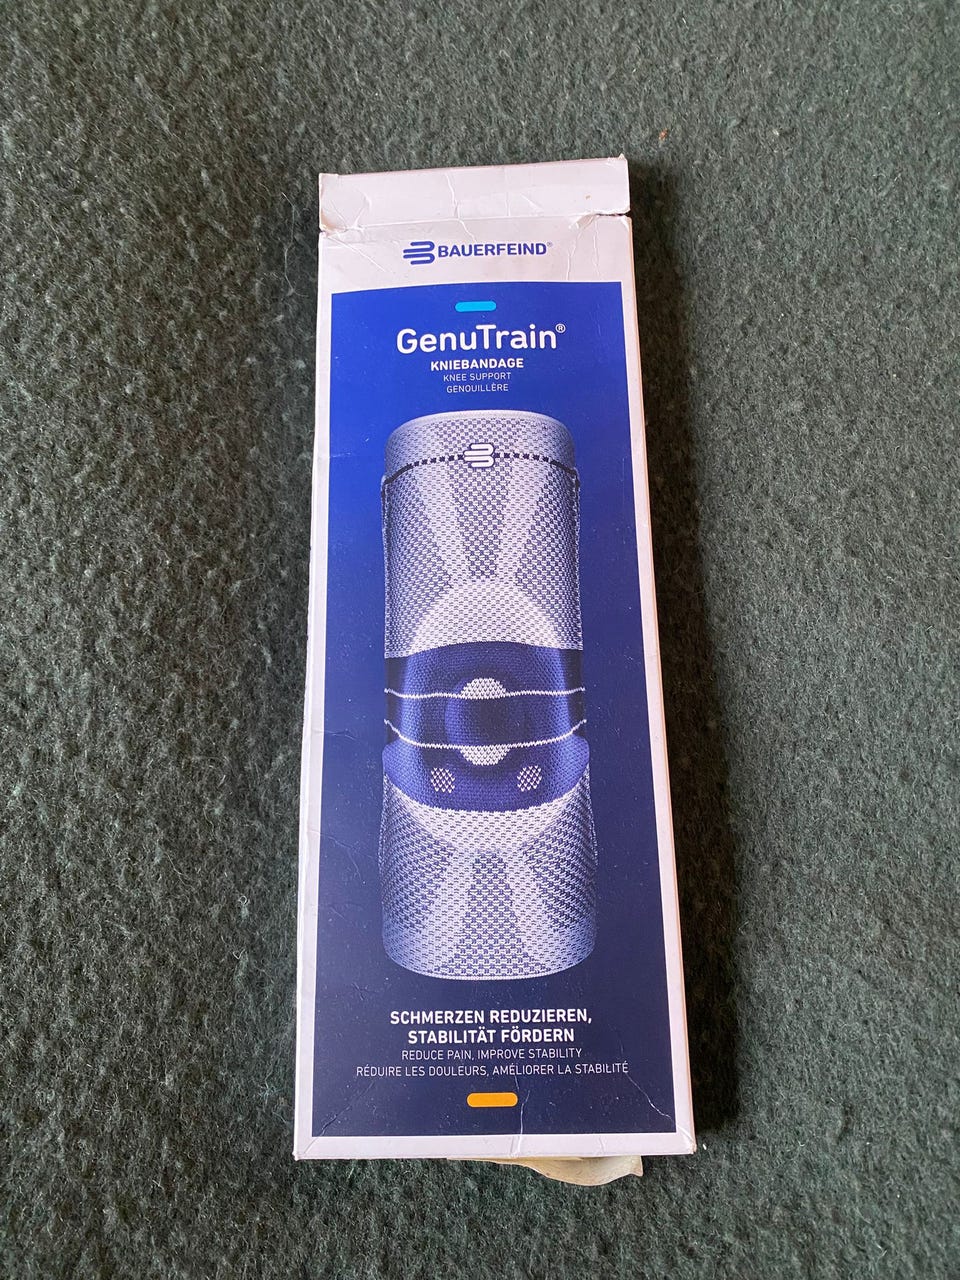 BAUERFEIND®
GenuTrain®
KNIEBANDAGE
KNEE SUPPORT
GENOUILLÈRE
SCHMERZEN REDUZIEREN,
STABILITÄT FÖRDERN
REDUCE PAIN, IMPROVE STABILITY
RÉDUIRE LES DOULEURS, AMÉLIORER LA STABILITÉ